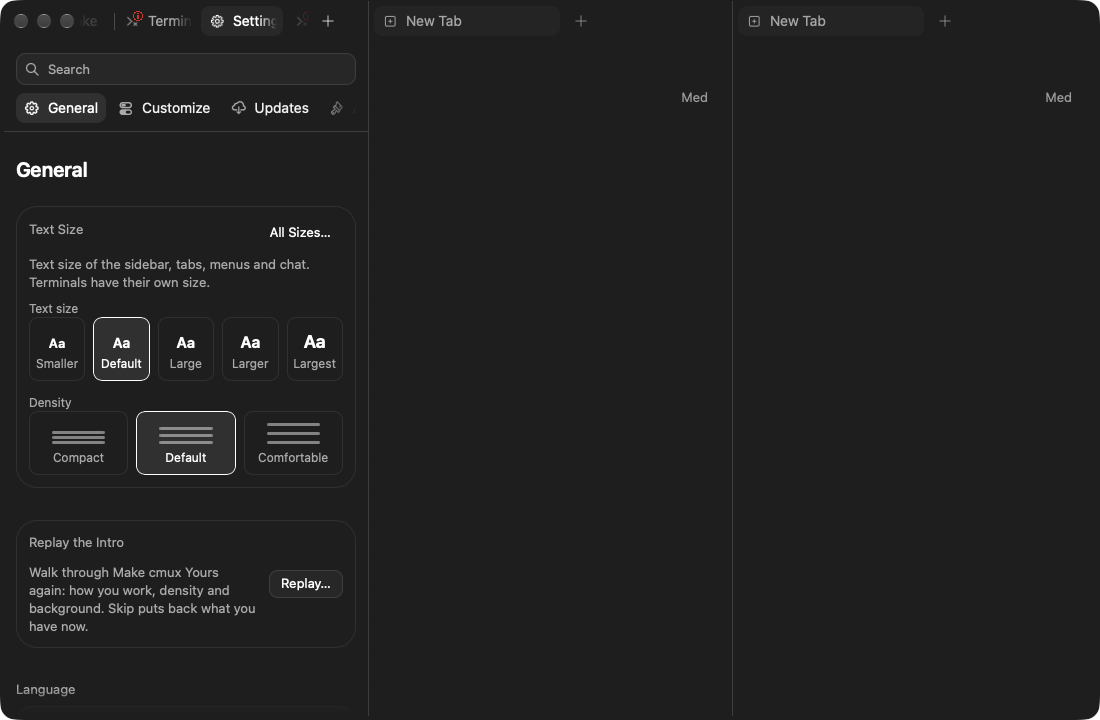 ke
Termin
Setting
New Tab
New Tab
Search
General
Customize
Updates
Med
Med
General
Text Size
All Sizes...
Text size of the sidebar, tabs, menus and chat.
Terminals have their own size.
Text size
Aa
Aa
Aa
Aa
Aa
Smaller
Default
Large
Larger
Largest
Density
Compact
Default
Comfortable
Replay the Intro
Walk through Make cmux Yours
again: how you work, density and
background. Skip puts back what you
have now.
Replay...
Language